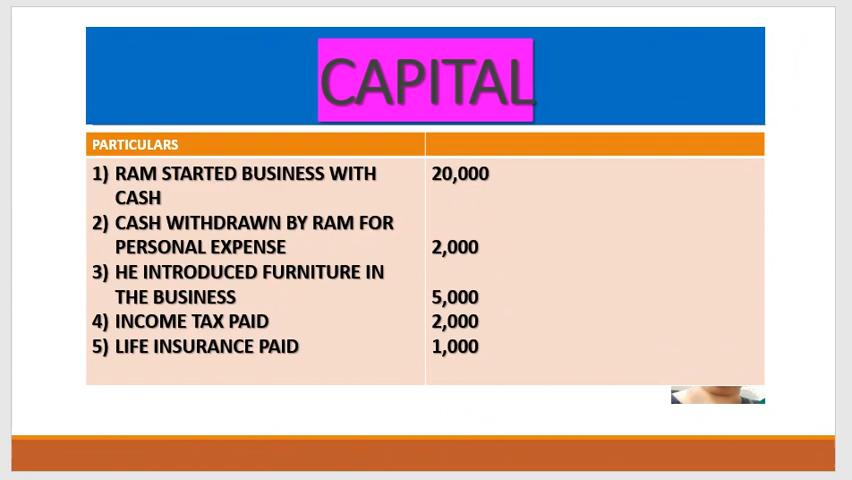 CAPITAL
PARTICULARS
1) RAM STARTED BUSINESS WITH 20,000
CASH
2) CASH WITHDRAWN BY RAM FOR
PERSONAL EXPENSE 2,000
3) HE INTRODUCED FURNITURE IN
THE BUSINESS 5,000
4) INCOME TAX PAID 2,000
5) LIFE INSURANCE PAID 1,000